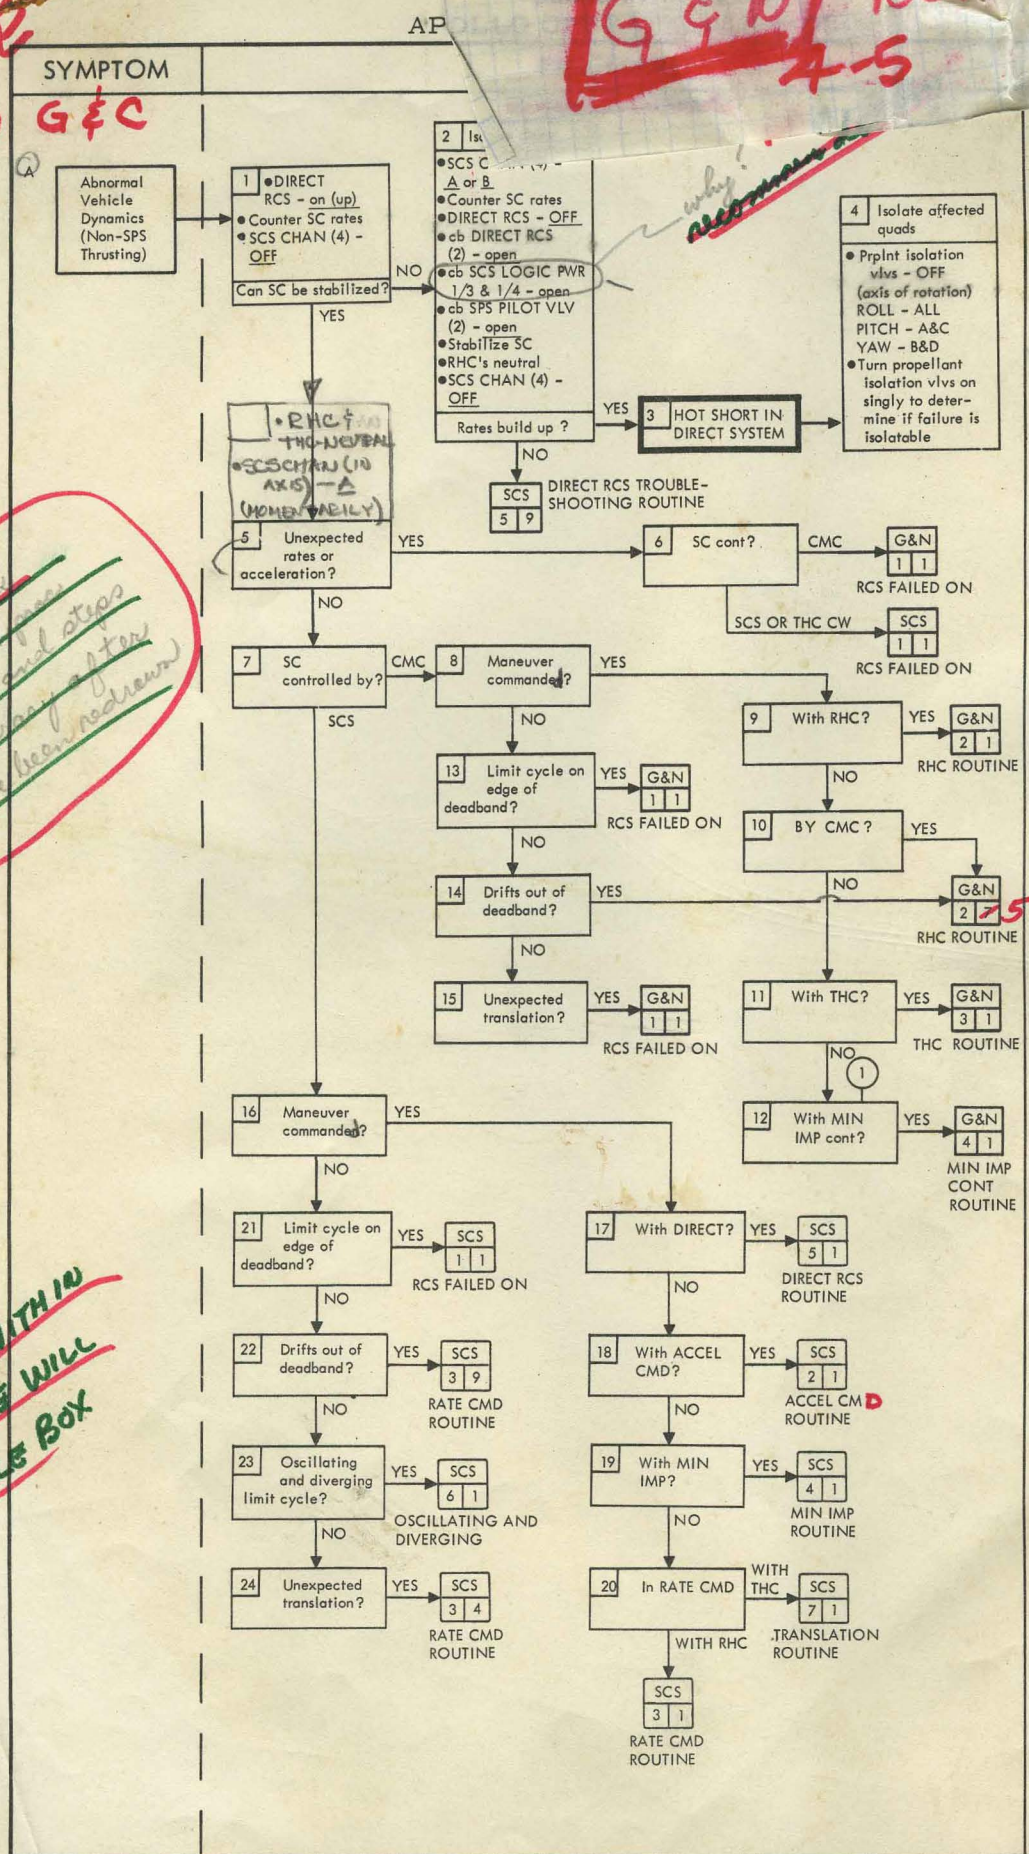 AP
G & N
4-5
SYMPTOM
G & C
A
Abnormal
Vehicle
Dynamics
(Non-SPS
Thrusting)
1
●DIRECT
RCS - on (up)
●Counter SC rates
●SCS CHAN (4) -
OFF
Can SC be stabilized?
NO
YES
2
●SCS
A or B
●Counter SC rates
●DIRECT RCS - OFF
●cb DIRECT RCS
(2) - open
●cb SCS LOGIC PWR
1/3 & 1/4 - open
●cb SPS PILOT VLV
(2) - open
●Stabilize SC
●RHC's neutral
●SCS CHAN (4) -
OFF
Rates build up ?
why!
YES
NO
3
HOT SHORT IN
DIRECT SYSTEM
4
Isolate affected
quads
● Prplnt isolation
vlvs - OFF
(axis of rotation)
ROLL - ALL
PITCH - A&C
YAW - B&D
●Turn propellant
isolation vlvs on
singly to deter-
mine if failure is
isolatable
SCS
5 9
DIRECT RCS TROUBLE-
SHOOTING ROUTINE
•RHC &
THC-NEUTRAL
•SCS CHAN (IN
AXIS) - A
(MOMENTARILY)
5
Unexpected
rates or
acceleration?
YES
NO
6
SC cont?
CMC
G&N
1 1
RCS FAILED ON
SCS OR THC CW
SCS
1 1
RCS FAILED ON
and steps
after
been redrawn
7
SC
controlled by?
CMC
SCS
8
Maneuver
commanded?
YES
NO
9
With RHC?
YES
G&N
2 1
RHC ROUTINE
NO
13
Limit cycle on
edge of
deadband?
YES
G&N
1 1
RCS FAILED ON
NO
10
BY CMC?
YES
NO
14
Drifts out of
deadband?
YES
G&N
2 7 -5
RHC ROUTINE
NO
15
Unexpected
translation?
YES
G&N
1 1
RCS FAILED ON
11
With THC?
YES
G&N
3 1
THC ROUTINE
NO
1
12
With MIN
IMP cont?
YES
G&N
4 1
MIN IMP
CONT
ROUTINE
16
Maneuver
commanded?
YES
NO
21
Limit cycle on
edge of
deadband?
YES
SCS
1 1
RCS FAILED ON
NO
17
With DIRECT?
YES
SCS
5 1
DIRECT RCS
ROUTINE
NO
22
Drifts out of
deadband?
YES
SCS
3 9
RATE CMD
ROUTINE
NO
18
With ACCEL
CMD?
YES
SCS
2 1
ACCEL CMD
ROUTINE
NO
WILL
BOX
23
Oscillating
and diverging
limit cycle?
YES
SCS
6 1
OSCILLATING AND
DIVERGING
NO
19
With MIN
IMP?
YES
SCS
4 1
MIN IMP
ROUTINE
NO
24
Unexpected
translation?
YES
SCS
3 4
RATE CMD
ROUTINE
20
In RATE CMD
WITH
THC
SCS
7 1
TRANSLATION
ROUTINE
WITH RHC
SCS
3 1
RATE CMD
ROUTINE